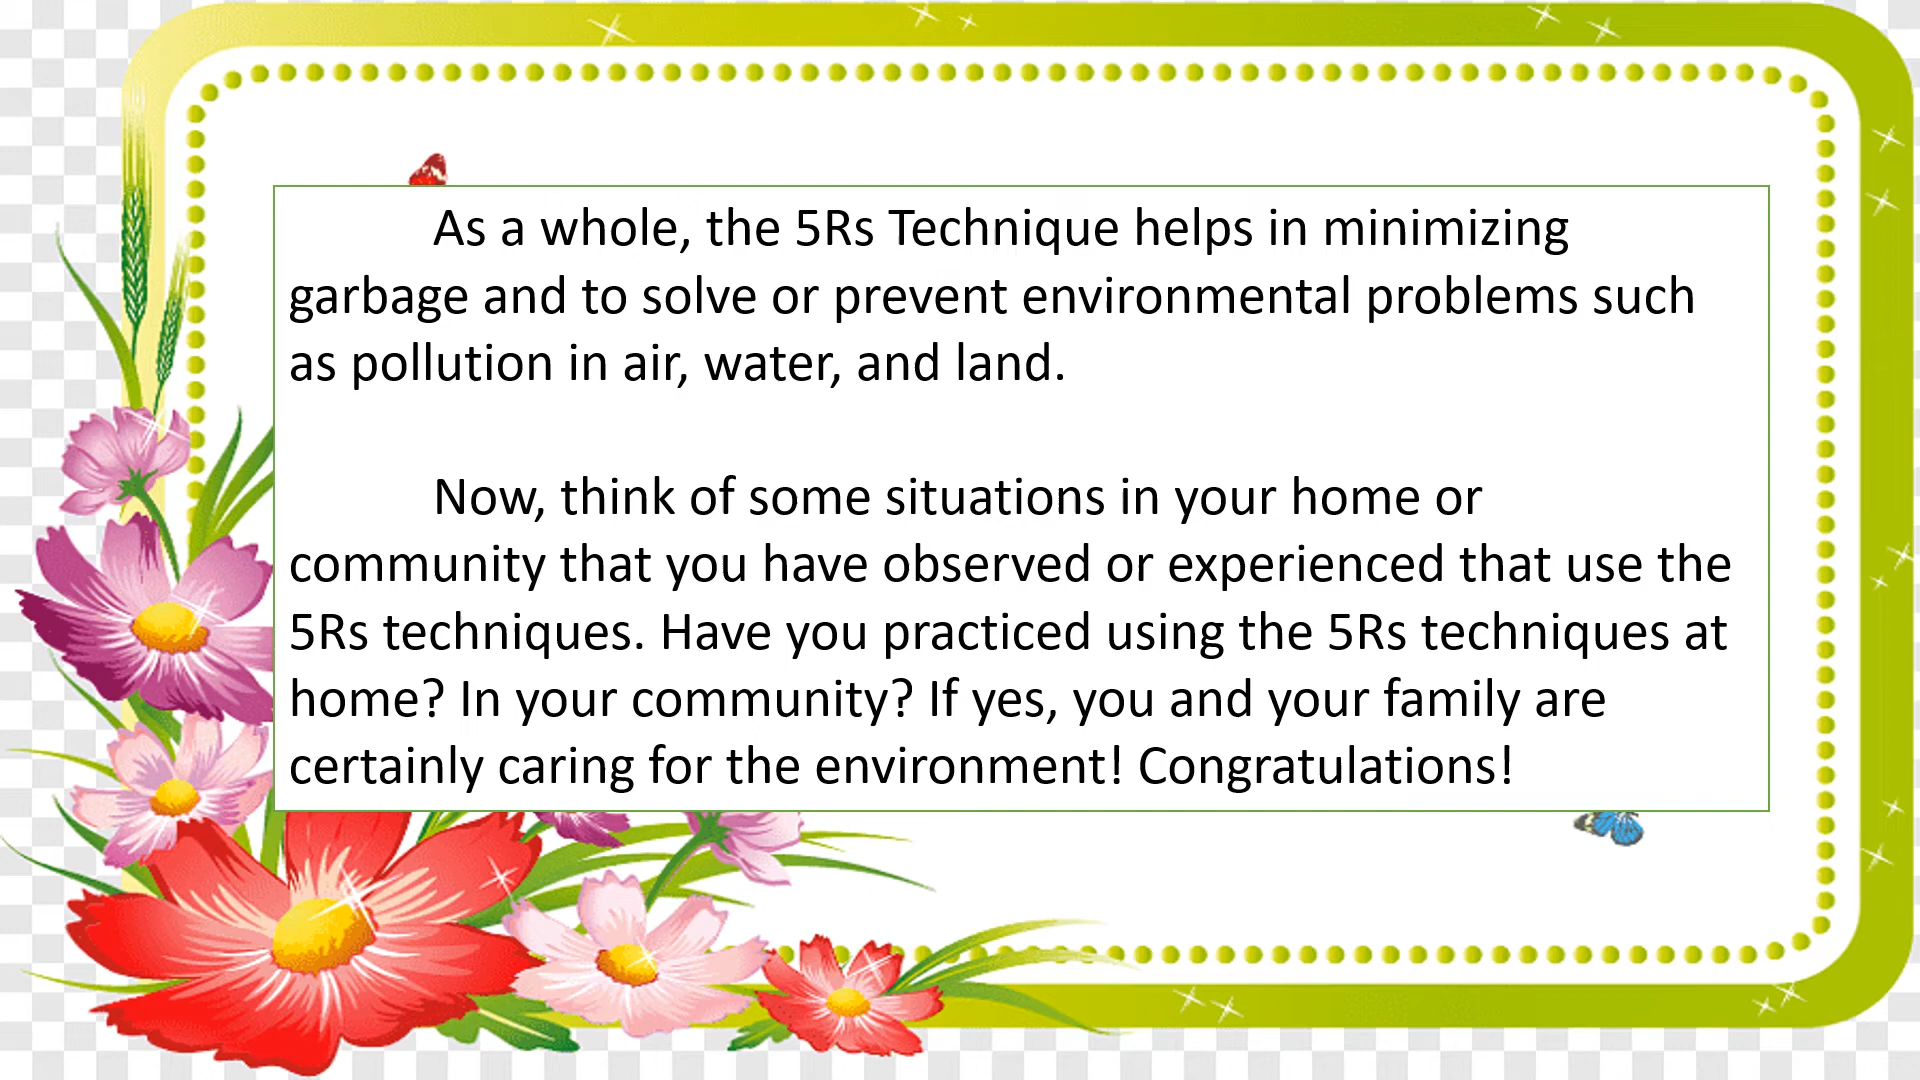 As a whole, the 5Rs Technique helps in minimizing
garbage and to solve or prevent environmental problems such
as pollution in air, water, and land.
Now, think of some situations in your home or
community that you have observed or experienced that use the
5Rs techniques. Have you practiced using the 5Rs techniques at
home? In your community? If yes, you and your family are
certainly caring for the environment! Congratulations!